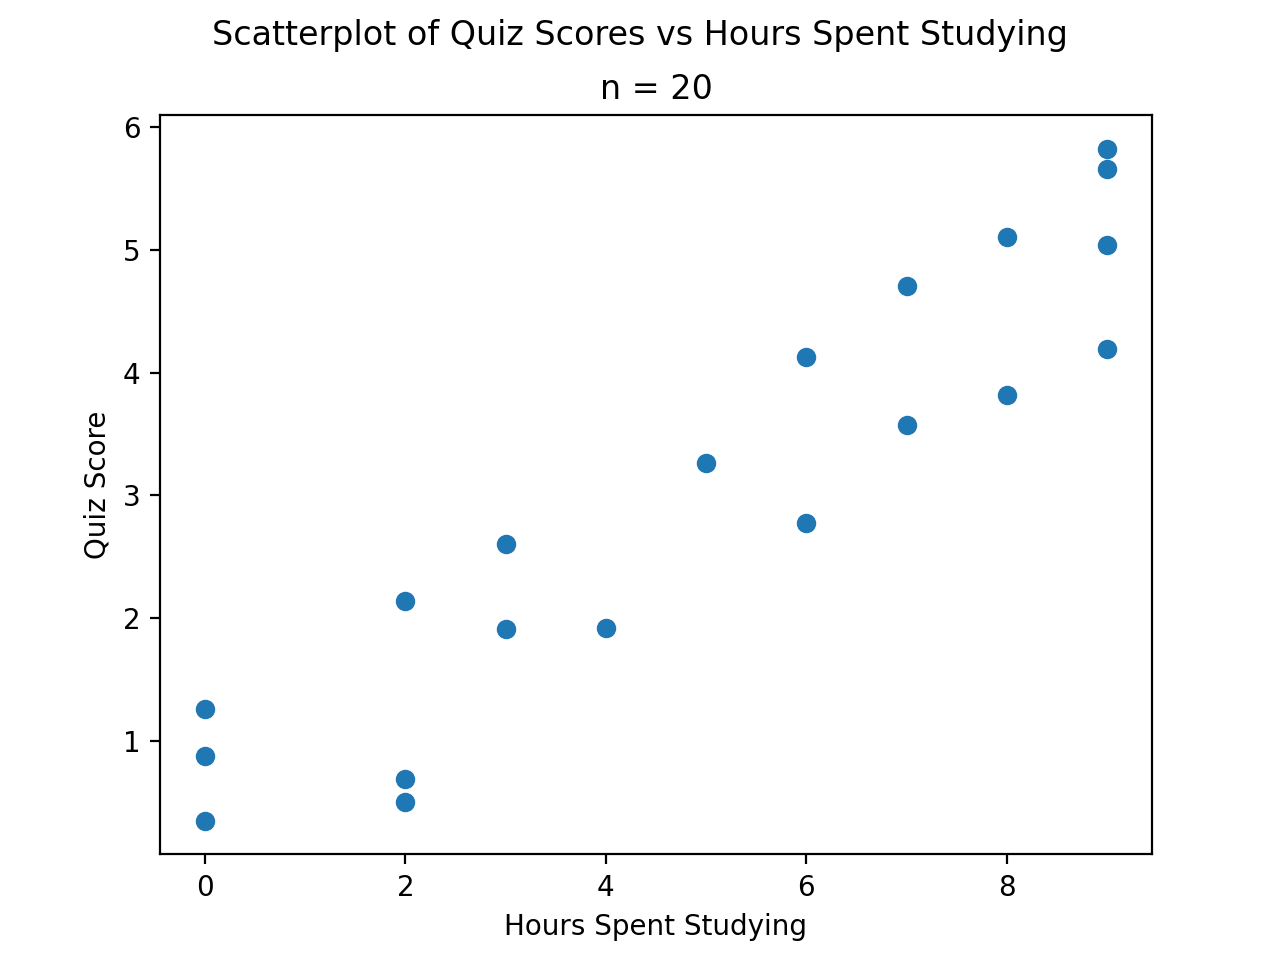 Scatterplot of Quiz Scores vs Hours Spent Studying
n = 20
6
5
4
3
2
1
Quiz Score
0 2 4 6 8
Hours Spent Studying